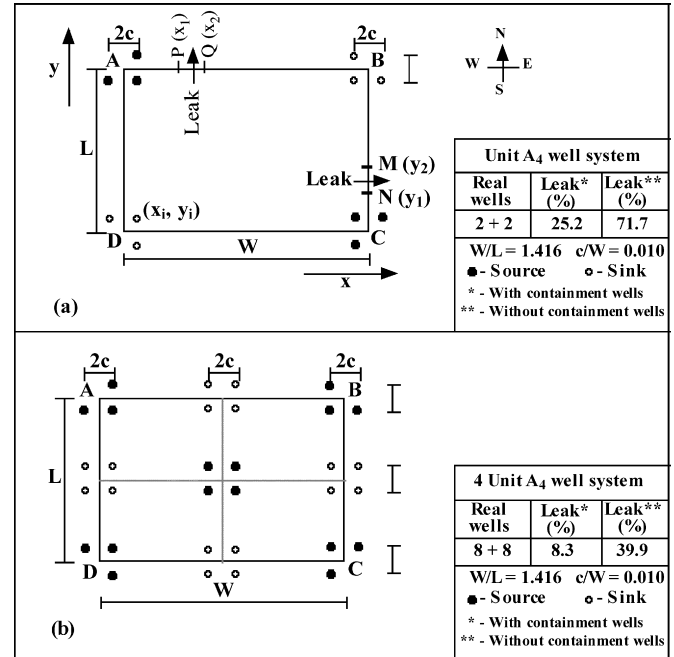 2c
P (x1)
Q (x2)
2c
N
W E
S
A
B
y
Leak
L
M (y2)
Leak
N (y1)
(xi, yi)
D
W
C
x
(a)
Unit A4 well system
Real wells
Leak* (%)
Leak** (%)
2 + 2
25.2
71.7
W/L = 1.416 c/W = 0.010
- Source - Sink
* - With containment wells
** - Without containment wells
2c
2c
2c
A
B
L
D
C
W
(b)
4 Unit A4 well system
Real wells
Leak* (%)
Leak** (%)
8 + 8
8.3
39.9
W/L = 1.416 c/W = 0.010
- Source - Sink
* - With containment wells
** - Without containment wells